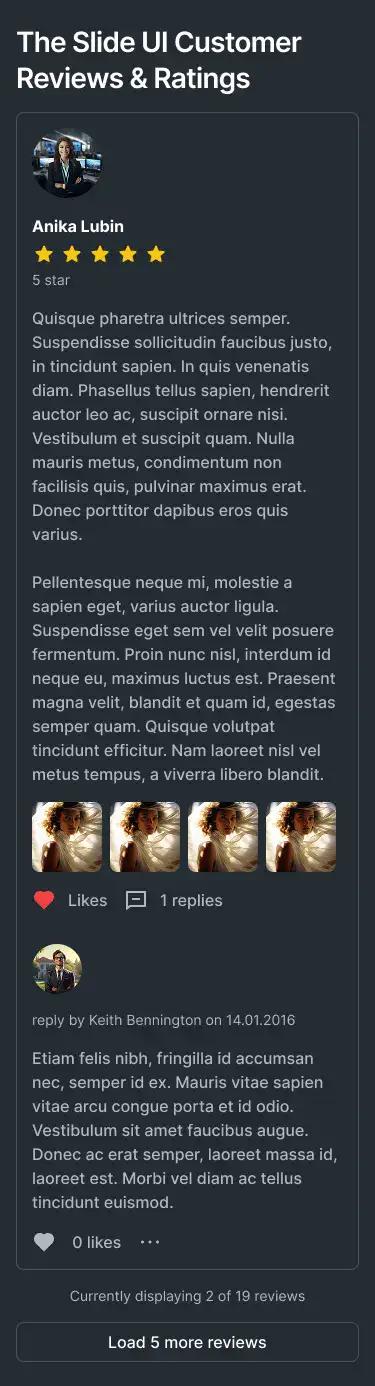 The Slide UI Customer
Reviews & Ratings
Anika Lubin
5 star
Quisque pharetra ultrices semper.
Suspendisse sollicitudin faucibus justo,
in tincidunt sapien. In quis venenatis
diam. Phasellus tellus sapien, hendrerit
auctor leo ac, suscipit ornare nisi.
Vestibulum et suscipit quam. Nulla
mauris metus, condimentum non
facilisis quis, pulvinar maximus erat.
Donec porttitor dapibus eros quis
varius.
Pellentesque neque mi, molestie a
sapien eget, varius auctor ligula.
Suspendisse eget sem vel velit posuere
fermentum. Proin nunc nisl, interdum id
neque eu, maximus luctus est. Praesent
magna velit, blandit et quam id, egestas
semper quam. Quisque volutpat
tincidunt efficitur. Nam laoreet nisl vel
metus tempus, a viverra libero blandit.
Likes 1 replies
reply by Keith Bennington on 14.01.2016
Etiam felis nibh, fringilla id accumsan
nec, semper id ex. Mauris vitae sapien
vitae arcu congue porta et id odio.
Vestibulum sit amet faucibus augue.
Donec ac erat semper, laoreet massa id,
laoreet est. Morbi vel diam ac tellus
tincidunt euismod.
0 likes
Currently displaying 2 of 19 reviews
Load 5 more reviews